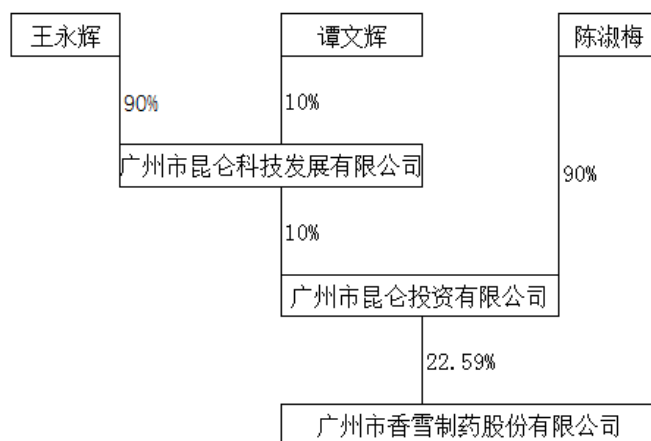 王永辉
谭文辉
陈淑梅
90%
10%
广州市昆仑科技发展有限公司
90%
10%
广州市昆仑投资有限公司
22.59%
广州市香雪制药股份有限公司